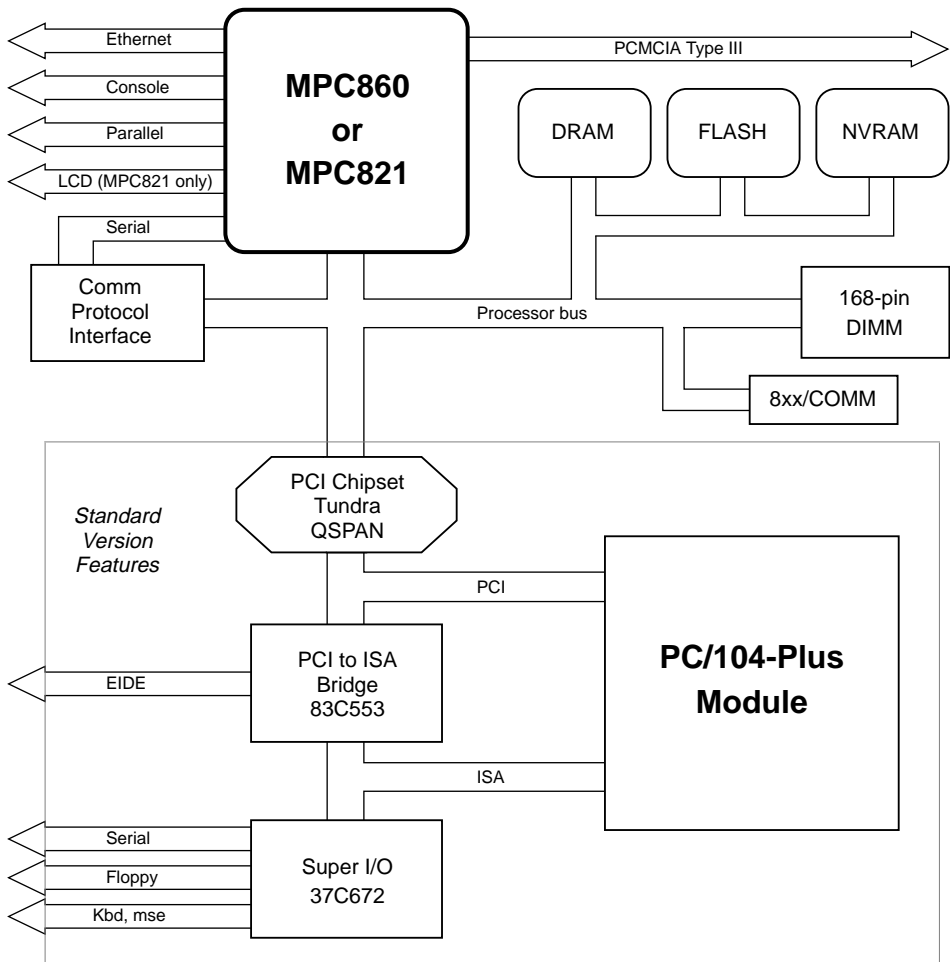 Ethernet
PCMCIA Type III
Console
MPC860
or
MPC821
Parallel
DRAM
FLASH
NVRAM
LCD (MPC821 only)
Serial
Comm
Protocol
Interface
Processor bus
168-pin
DIMM
8xx/COMM
Standard
Version
Features
PCI Chipset
Tundra
QSPAN
PCI
PCI to ISA
Bridge
83C553
PC/104-Plus
Module
EIDE
ISA
Serial
Floppy
Kbd, mse
Super I/O
37C672